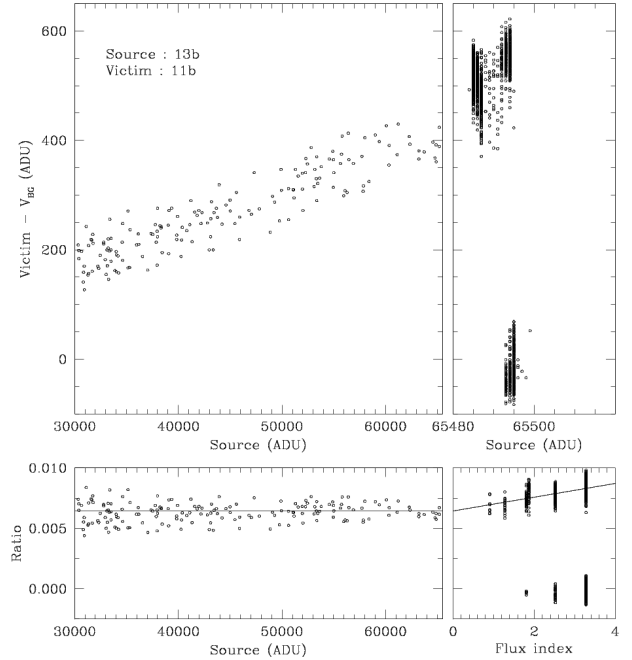 600
400
200
0
Victim − V_BG (ADU)
Source : 13b
Victim : 11b
30000 40000 50000 60000 65480 65500
Source (ADU) Source (ADU)
0.010
0.005
0.000
Ratio
30000 40000 50000 60000 0 2 4
Source (ADU) Flux index